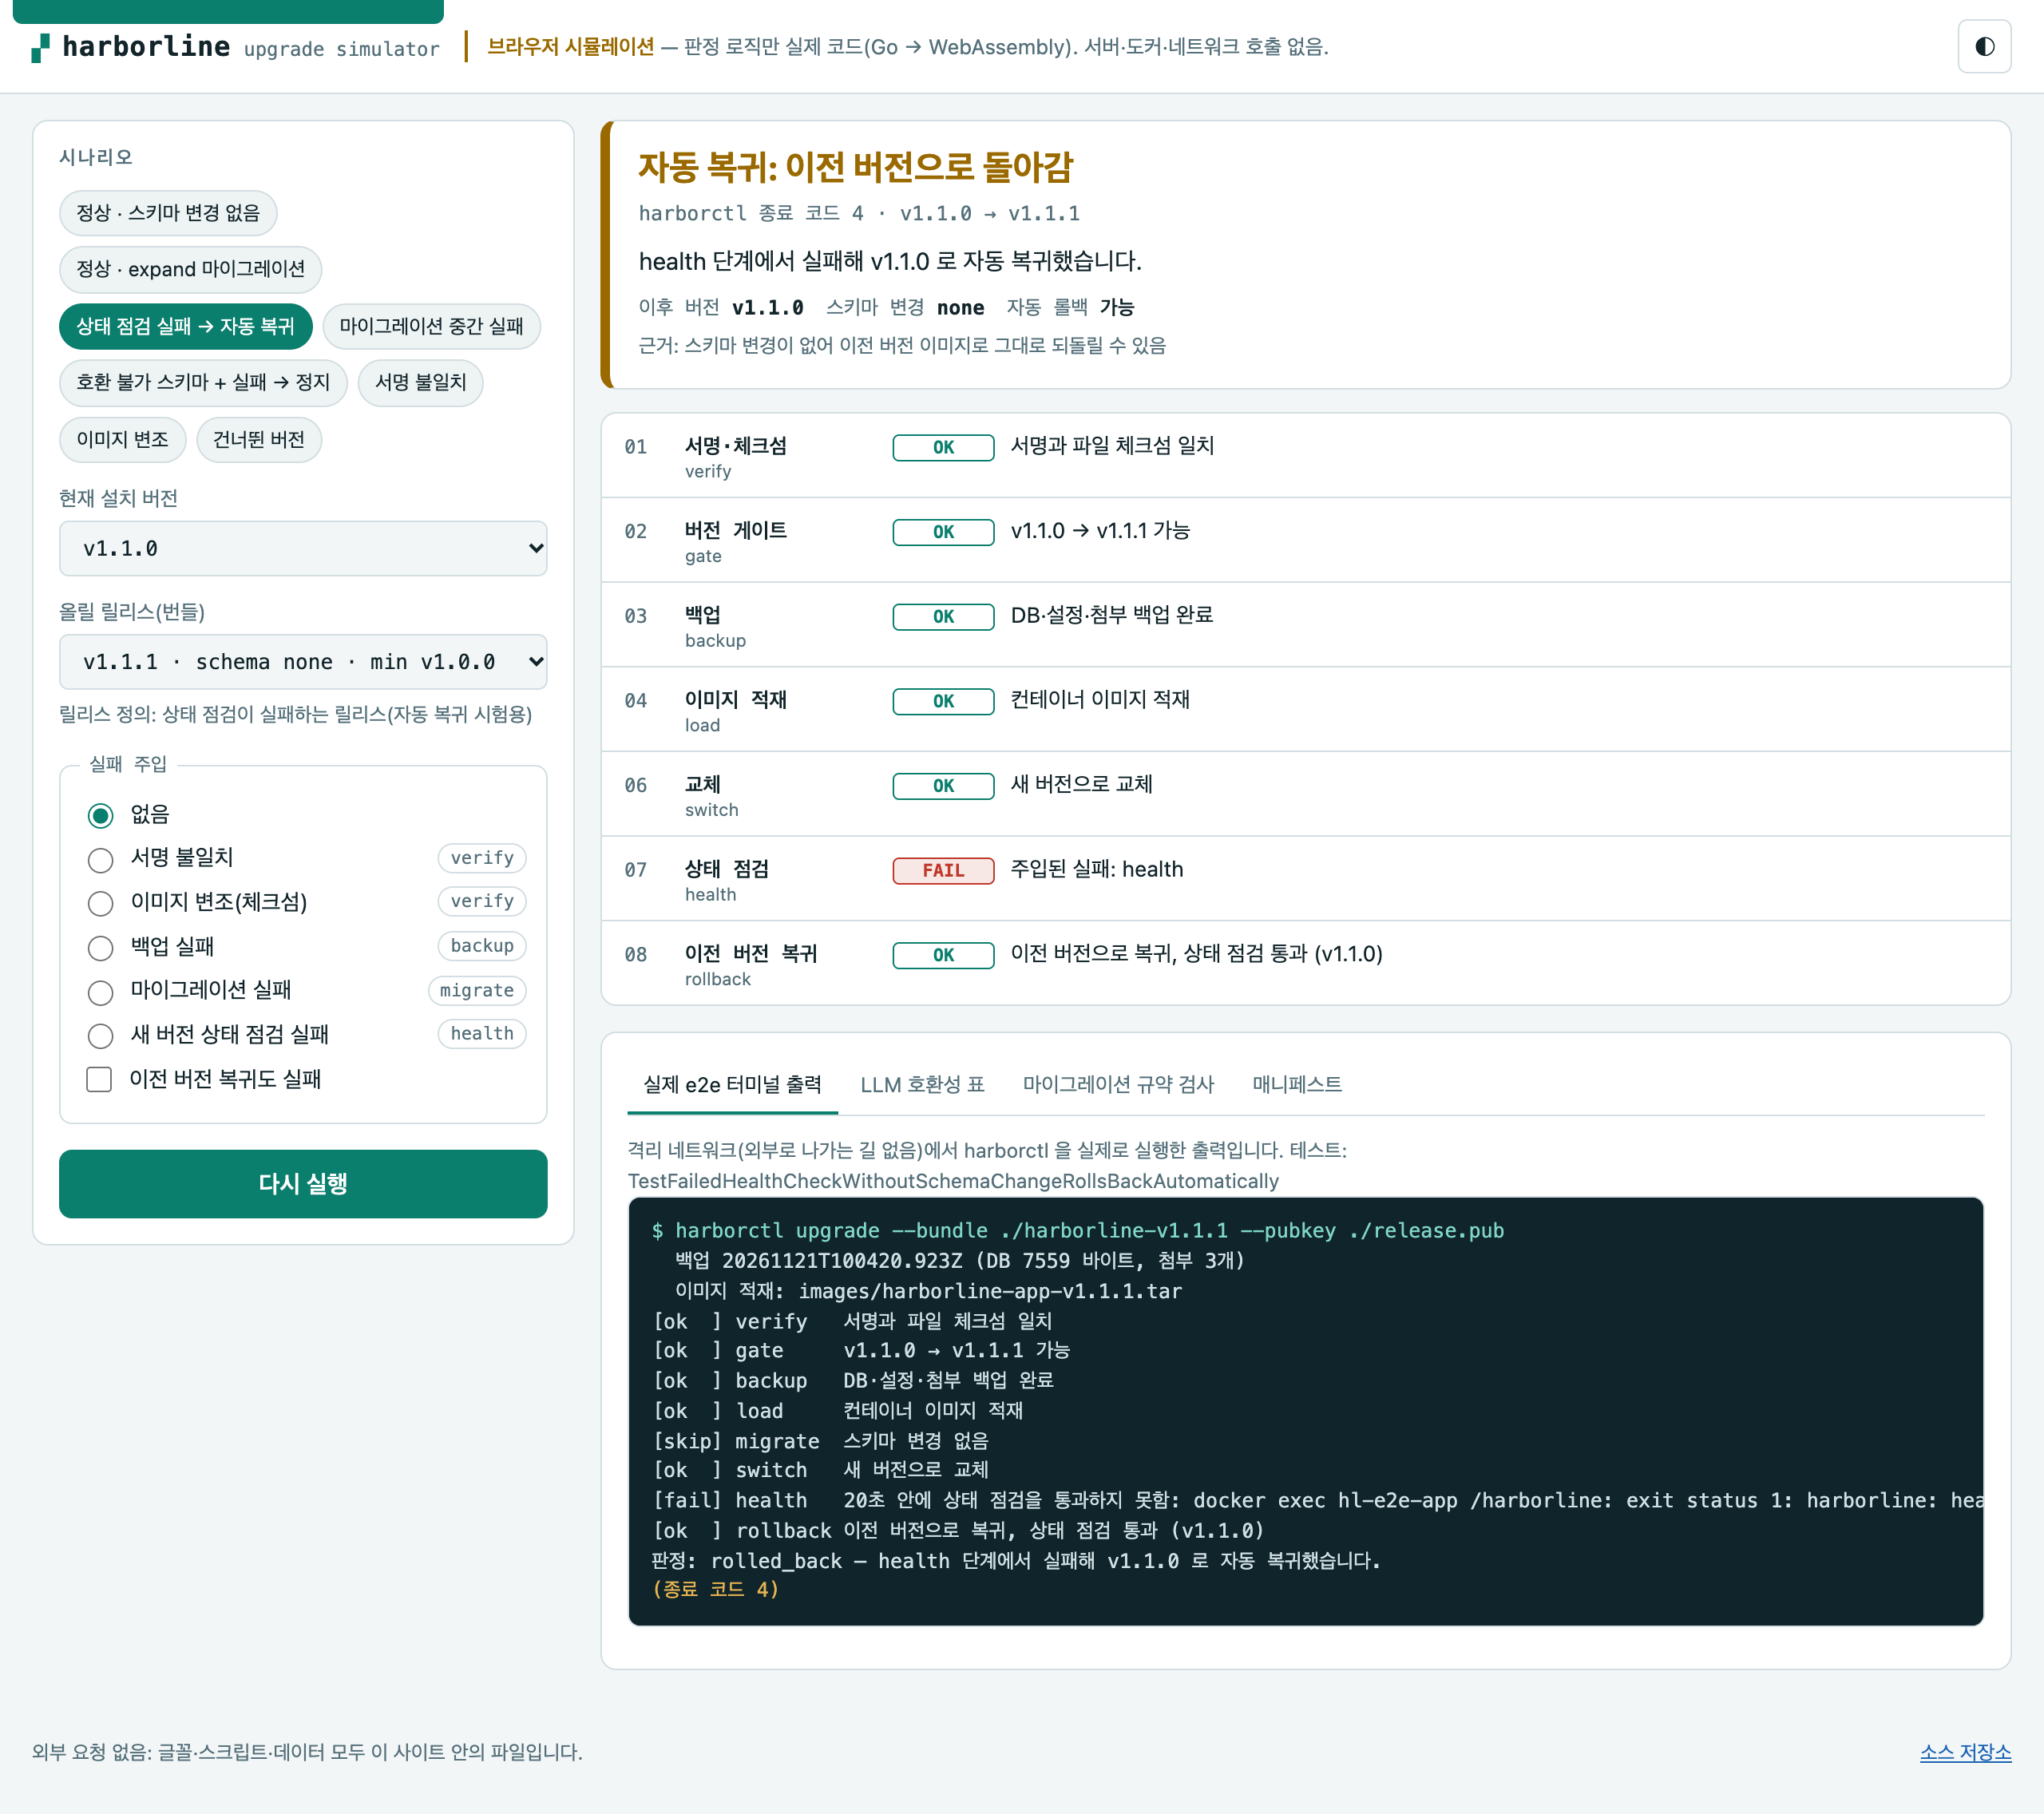 harborline upgrade simulator
브라우저 시뮬레이션 — 판정 로직만 실제 코드(Go → WebAssembly). 서버·도커·네트워크 호출 없음.
시나리오
정상 · 스키마 변경 없음
정상 · expand 마이그레이션
상태 점검 실패 → 자동 복귀
마이그레이션 중간 실패
호환 불가 스키마 + 실패 → 정지
서명 불일치
이미지 변조
건너뛴 버전
현재 설치 버전
v1.1.0
올릴 릴리스(번들)
v1.1.1 · schema none · min v1.0.0
릴리스 정의: 상태 점검이 실패하는 릴리스(자동 복귀 시험용)
실패 주입
없음
서명 불일치 verify
이미지 변조(체크섬) verify
백업 실패 backup
마이그레이션 실패 migrate
새 버전 상태 점검 실패 health
이전 버전 복귀도 실패
다시 실행
자동 복귀: 이전 버전으로 돌아감
harborctl 종료 코드 4 · v1.1.0 → v1.1.1
health 단계에서 실패해 v1.1.0 로 자동 복귀했습니다.
이후 버전 v1.1.0 스키마 변경 none 자동 롤백 가능
근거: 스키마 변경이 없어 이전 버전 이미지로 그대로 되돌릴 수 있음
01 서명·체크섬 OK 서명과 파일 체크섬 일치
verify
02 버전 게이트 OK v1.1.0 → v1.1.1 가능
gate
03 백업 OK DB·설정·첨부 백업 완료
backup
04 이미지 적재 OK 컨테이너 이미지 적재
load
06 교체 OK 새 버전으로 교체
switch
07 상태 점검 FAIL 주입된 실패: health
health
08 이전 버전 복귀 OK 이전 버전으로 복귀, 상태 점검 통과 (v1.1.0)
rollback
실제 e2e 터미널 출력 LLM 호환성 표 마이그레이션 규약 검사 매니페스트
격리 네트워크(외부로 나가는 길 없음)에서 harborctl 을 실제로 실행한 출력입니다. 테스트:
TestFailedHealthCheckWithoutSchemaChangeRollsBackAutomatically
$ harborctl upgrade --bundle ./harborline-v1.1.1 --pubkey ./release.pub
백업 20261121T100420.923Z (DB 7559 바이트, 첨부 3개)
이미지 적재: images/harborline-app-v1.1.1.tar
[ok  ] verify   서명과 파일 체크섬 일치
[ok  ] gate     v1.1.0 → v1.1.1 가능
[ok  ] backup   DB·설정·첨부 백업 완료
[ok  ] load     컨테이너 이미지 적재
[skip] migrate  스키마 변경 없음
[ok  ] switch   새 버전으로 교체
[fail] health   20초 안에 상태 점검을 통과하지 못함: docker exec hl-e2e-app /harborline: exit status 1: harborline: hea
[ok  ] rollback 이전 버전으로 복귀, 상태 점검 통과 (v1.1.0)
판정: rolled_back — health 단계에서 실패해 v1.1.0 로 자동 복귀했습니다.
(종료 코드 4)
외부 요청 없음: 글꼴·스크립트·데이터 모두 이 사이트 안의 파일입니다.
소스 저장소